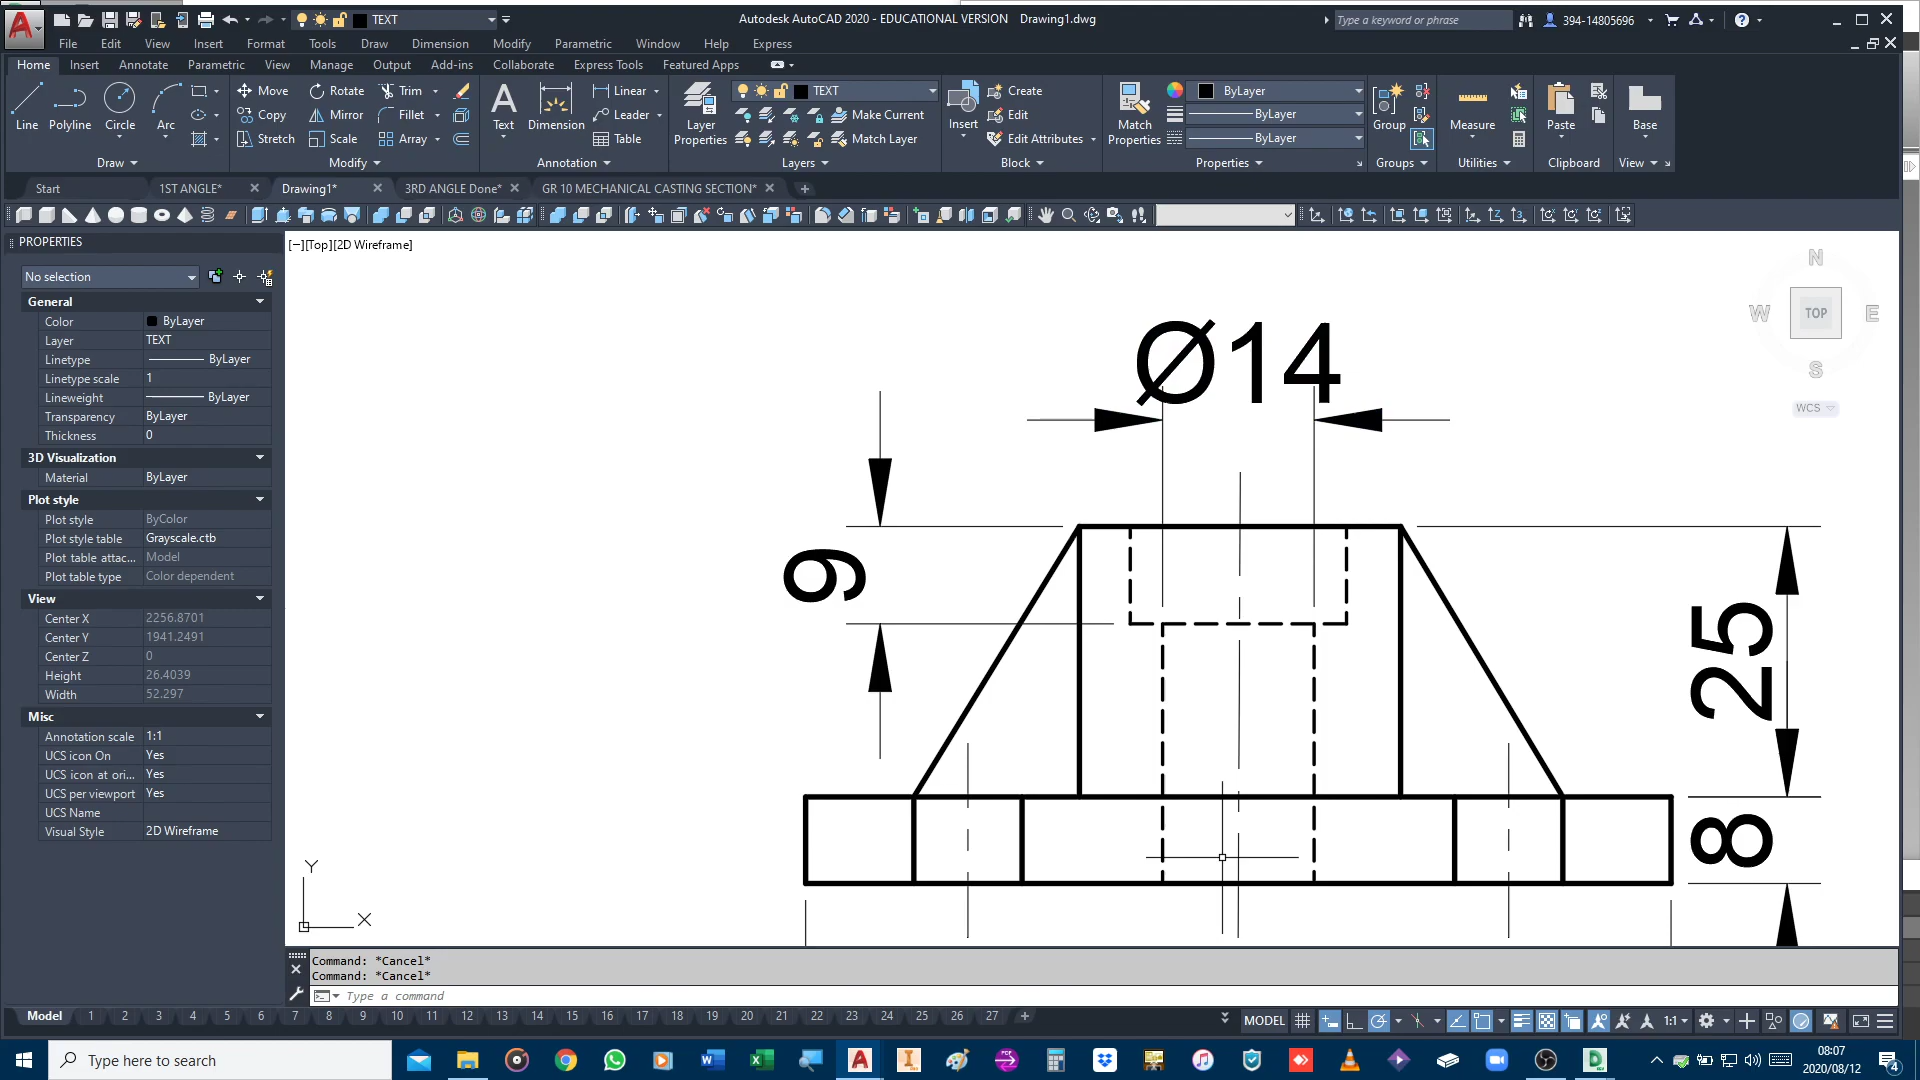 TEXT
Autodesk AutoCAD 2020 - EDUCATIONAL VERSION Drawing1.dwg
Type a keyword or phrase
394-14805696
File Edit View Insert Format Tools Draw Dimension Modify Parametric Window Help Express
Home Insert Annotate Parametric View Manage Output Add-ins Collaborate Express Tools Featured Apps
Line Polyline Circle Arc
Draw
Move Rotate Trim
Copy Mirror Fillet
Stretch Scale Array
Modify
Text Dimension
Linear
Leader
Table
Annotation
Layer Properties
TEXT
Make Current
Match Layer
Layers
Insert
Create
Edit
Edit Attributes
Block
Match Properties
ByLayer
ByLayer
ByLayer
Properties
Group
Groups
Measure
Utilities
Paste
Clipboard
Base
View
Start 1ST ANGLE* Drawing1* 3RD ANGLE Done* GR 10 MECHANICAL CASTING SECTION*
PROPERTIES
No selection
General
Color ByLayer
Layer TEXT
Linetype ByLayer
Linetype scale 1
Lineweight ByLayer
Transparency ByLayer
Thickness 0
3D Visualization
Material ByLayer
Plot style
Plot style ByColor
Plot style table Grayscale.ctb
Plot table attac... Model
Plot table type Color dependent
View
Center X 2256.8701
Center Y 1941.2491
Center Z 0
Height 26.4039
Width 52.297
Misc
Annotation scale 1:1
UCS icon On Yes
UCS icon at ori... Yes
UCS per viewport Yes
UCS Name
Visual Style 2D Wireframe
[−][Top][2D Wireframe]
N
W TOP E
S
WCS
Ø14
9
25
8
Y
X
Command: *Cancel*
Command: *Cancel*
Type a command
Model 1 2 3 4 5 6 7 8 9 10 11 12 13 14 15 16 17 18 19 20 21 22 23 24 25 26 27 +
MODEL 1:1
Type here to search
08:07
2020/08/12
4